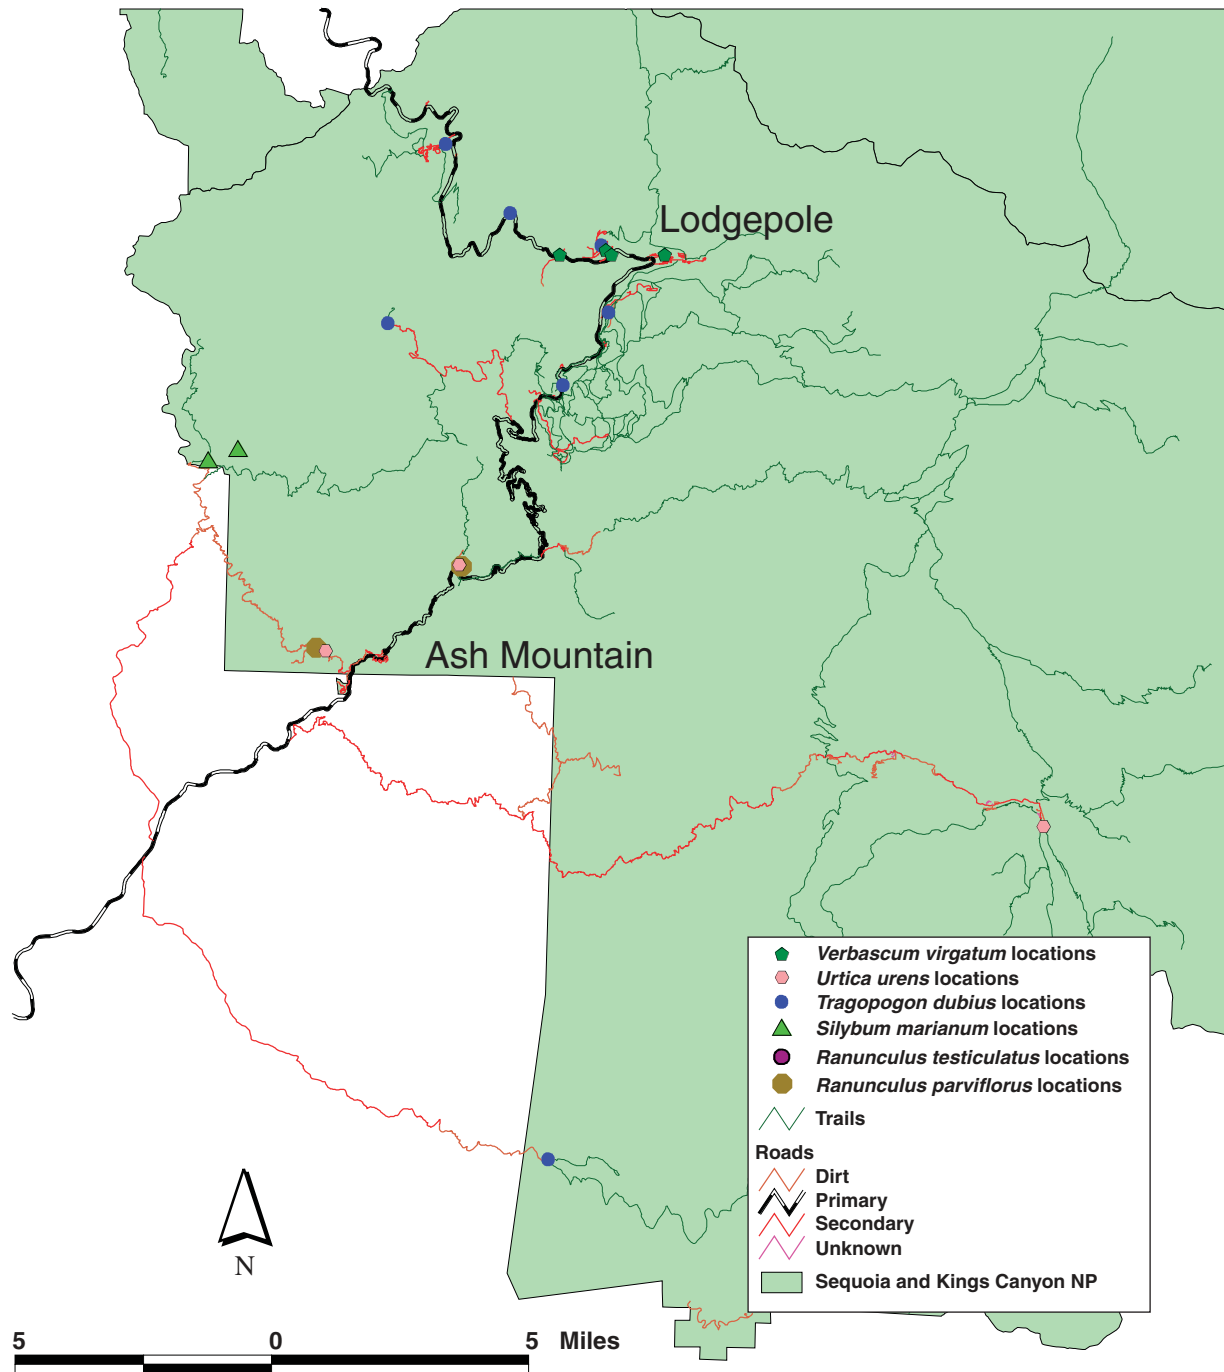 Lodgepole
Ash Mountain
Verbascum virgatum locations
Urtica urens locations
Tragopogon dubius locations
Silybum marianum locations
Ranunculus testiculatus locations
Ranunculus parviflorus locations
Trails
Roads
Dirt
Primary
Secondary
Unknown
Sequoia and Kings Canyon NP
N
5 0 5 Miles